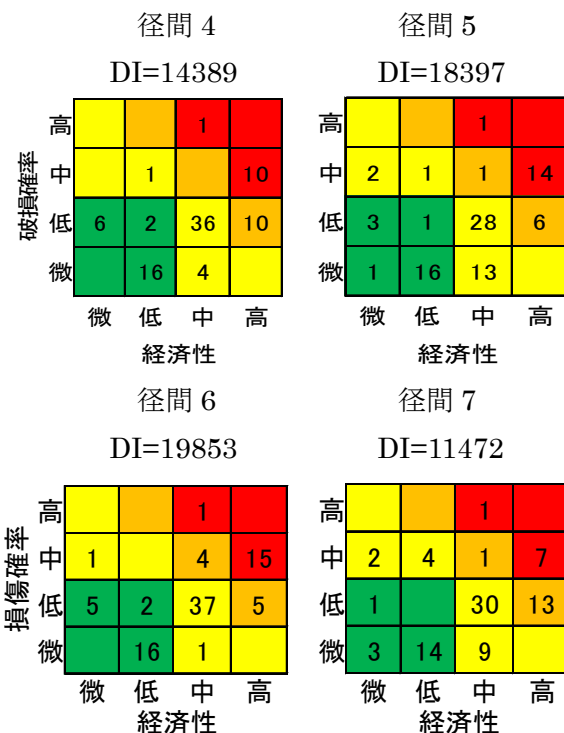 径間 4
DI=14389
高 1
中 1 10
低 6 2 36 10
微 16 4
微 低 中 高
経済性
破損確率
径間 5
DI=18397
高 1
中 2 1 1 14
低 3 1 28 6
微 1 16 13
微 低 中 高
経済性
径間 6
DI=19853
高 1
中 1 4 15
低 5 2 37 5
微 16 1
微 低 中 高
経済性
損傷確率
径間 7
DI=11472
高 1
中 2 4 1 7
低 1 30 13
微 3 14 9
微 低 中 高
経済性